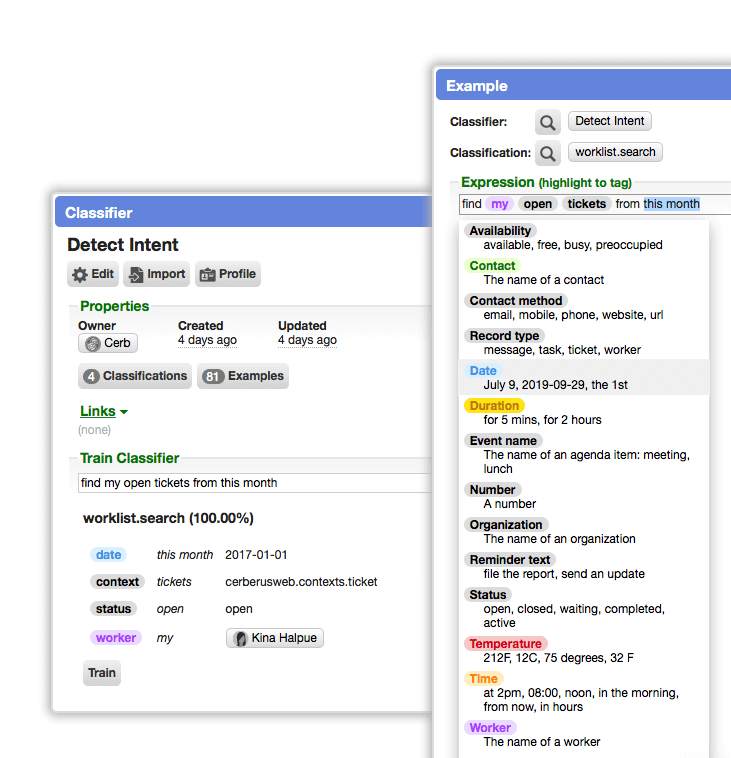 Classifier
Detect Intent
Edit Import Profile
Properties
Owner Created Updated
Cerb 4 days ago 4 days ago
4 Classifications 81 Examples
Links
(none)
Train Classifier
find my open tickets from this month
worklist.search (100.00%)
date this month 2017-01-01
context tickets cerberusweb.contexts.ticket
status open open
worker my Kina Halpue
Train
Example
Classifier: Detect Intent
Classification: worklist.search
Expression (highlight to tag)
find my open tickets from this month
Availability
available, free, busy, preoccupied
Contact
The name of a contact
Contact method
email, mobile, phone, website, url
Record type
message, task, ticket, worker
Date
July 9, 2019-09-29, the 1st
Duration
for 5 mins, for 2 hours
Event name
The name of an agenda item: meeting,
lunch
Number
A number
Organization
The name of an organization
Reminder text
file the report, send an update
Status
open, closed, waiting, completed,
active
Temperature
212F, 12C, 75 degrees, 32 F
Time
at 2pm, 08:00, noon, in the morning,
from now, in hours
Worker
The name of a worker